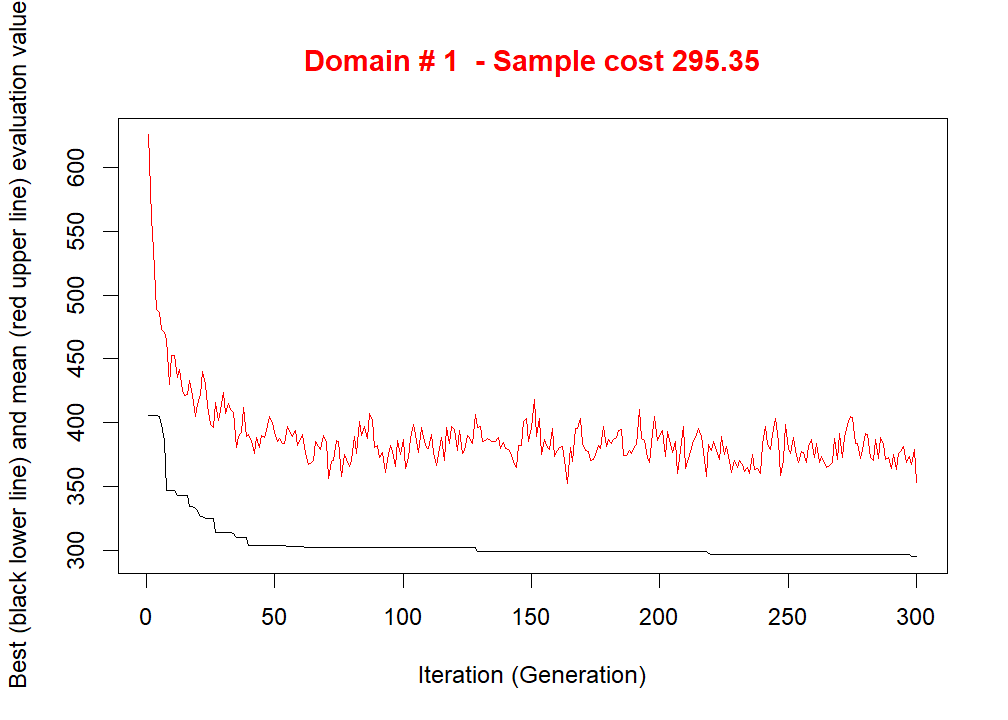 Domain # 1  - Sample cost 295.35
Best (black lower line) and mean (red upper line) evaluation value
600
550
500
450
400
350
300
0 50 100 150 200 250 300
Iteration (Generation)